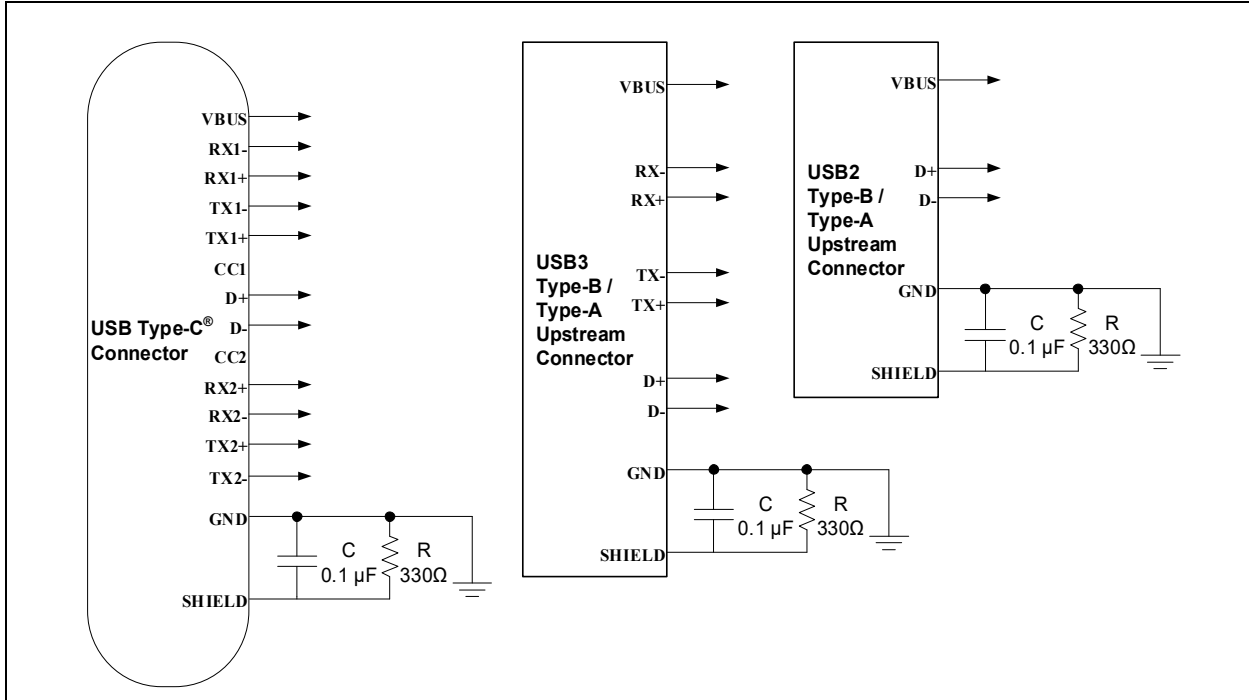 VBUS
RX1-
RX1+
TX1-
TX1+
CC1
D+
USB Type-C® D-
Connector
CC2
RX2+
RX2-
TX2+
TX2-
GND
C R
0.1 µF 330Ω
SHIELD
VBUS
RX-
RX+
USB3
Type-B /
Type-A
Upstream
Connector
TX-
TX+
D+
D-
GND
C R
0.1 µF 330Ω
SHIELD
VBUS
USB2
Type-B /
Type-A
Upstream
Connector
D+
D-
GND
C R
0.1 µF 330Ω
SHIELD